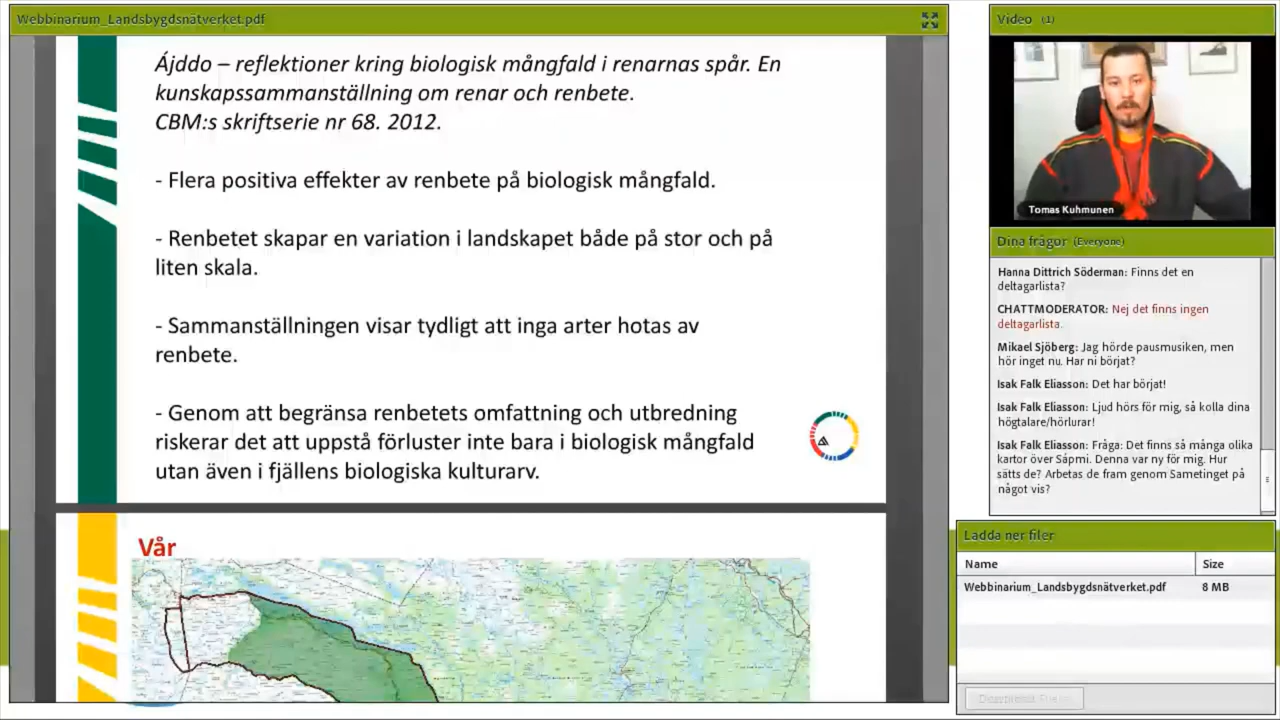 Webbinarium_Landsbygdsnätverket.pdf
Ájddo – reflektioner kring biologisk mångfald i renarnas spår. En
kunskapssammanställning om renar och renbete.
CBM:s skriftserie nr 68. 2012.
- Flera positiva effekter av renbete på biologisk mångfald.
- Renbetet skapar en variation i landskapet både på stor och på
liten skala.
- Sammanställningen visar tydligt att inga arter hotas av
renbete.
- Genom att begränsa renbetets omfattning och utbredning
riskerar det att uppstå förluster inte bara i biologisk mångfald
utan även i fjällens biologiska kulturarv.
Vår
Video (1)
Tomas Kuhmunen
Dina frågor (Everyone)
Hanna Dittrich Söderman: Finns det en
deltagarlista?
CHATTMODERATOR: Nej det finns ingen
deltagarlista.
Mikael Sjöberg: Jag hörde pausmusiken, men
hör inget nu. Har ni börjat?
Isak Falk Eliasson: Det har börjat!
Isak Falk Eliasson: Ljud hörs för mig, så kolla dina
högtalare/hörlurar!
Isak Falk Eliasson: Fråga: Det finns så många olika
kartor över Sápmi. Denna var ny för mig. Hur
sätts de? Arbetas de fram genom Sametinget på
något vis?
Ladda ner filer
Name Size
Webbinarium_Landsbygdsnätverket.pdf 8 MB